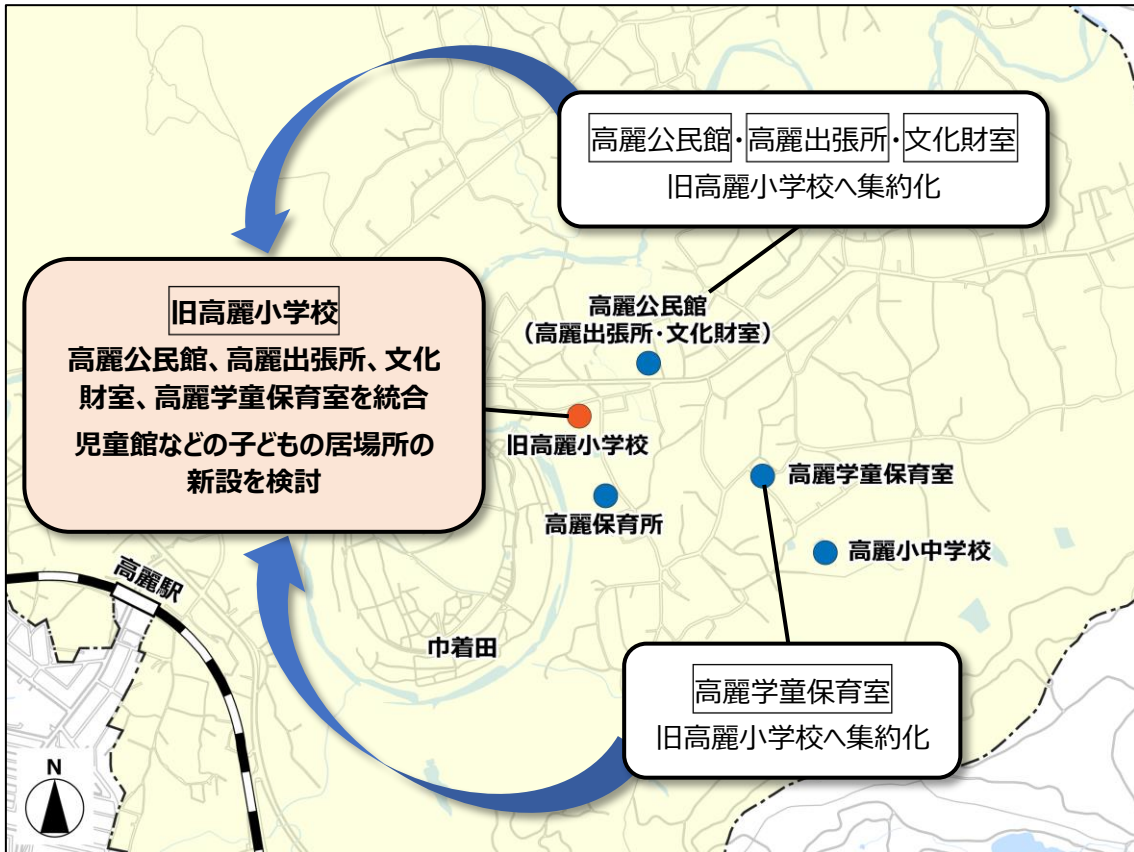 高麗公民館・高麗出張所・文化財室
旧高麗小学校へ集約化
旧高麗小学校
高麗公民館、高麗出張所、文化
財室、高麗学童保育室を統合
児童館などの子どもの居場所の
新設を検討
高麗公民館
（高麗出張所・文化財室）
旧高麗小学校
高麗学童保育室
高麗保育所
高麗小中学校
高麗駅
巾着田
高麗学童保育室
旧高麗小学校へ集約化
N